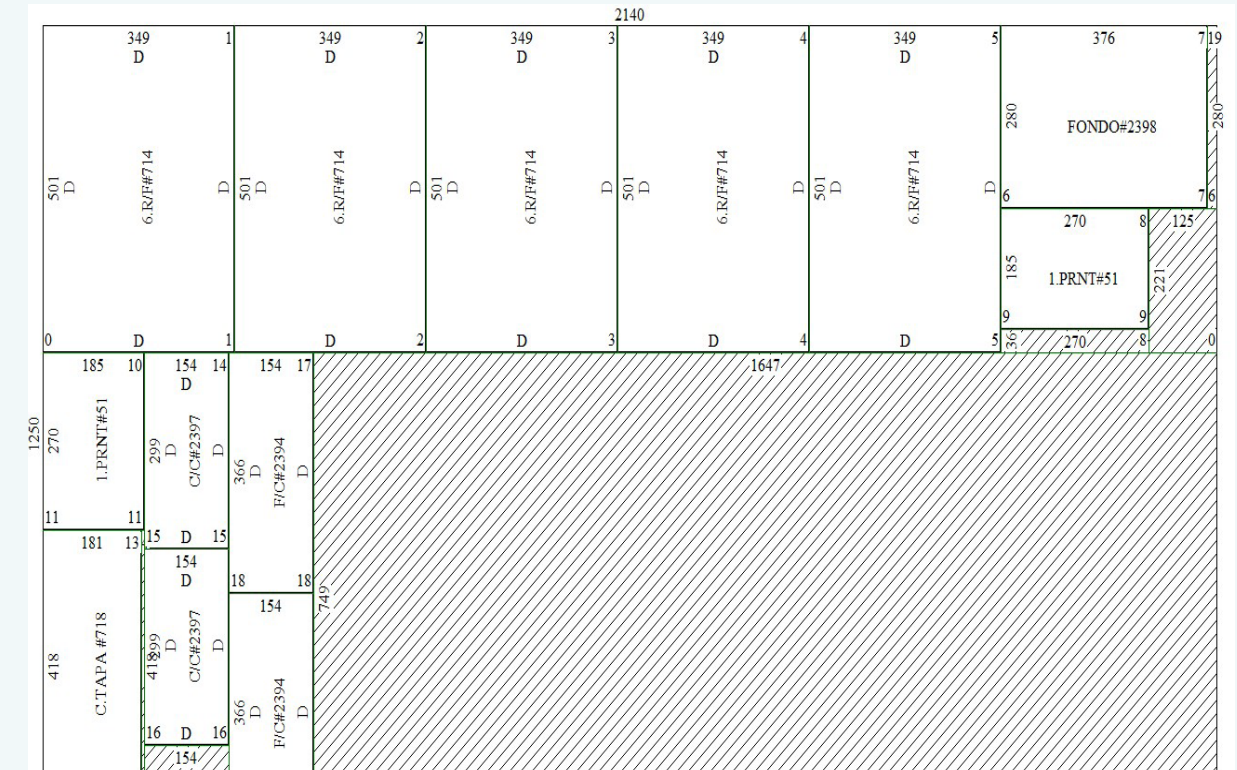 2140
349 1 349 2 349 3 349 4 349 5 376 7 19
D D D D D
280 FONDO#2398 280
501 D 6.R/F#714 D 501 D 6.R/F#714 D 501 D 6.R/F#714 D 501 D 6.R/F#714 D 501 D 6.R/F#714 D
6 7 6
270 8 125
185 1.PRNT#51 221
9 9
0 D 1 D 2 D 3 D 4 D 5 36 270 8 0
185 10 154 14 154 17 1647
D
1250 270 1.PRNT#51 299 D C/C#2397 D 366 D F/C#2394 D
11 11 15 D 15
181 13 154
D 18 18
749
154
418 C.TAPA #718 418 299 D C/C#2397 D 366 D F/C#2394 D
16 D 16
154